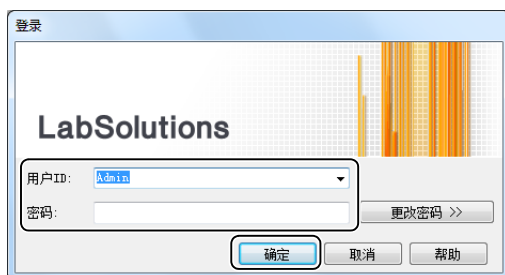 登录
LabSolutions
用户ID: Admin
密码:
更改密码 >>
确定 取消 帮助